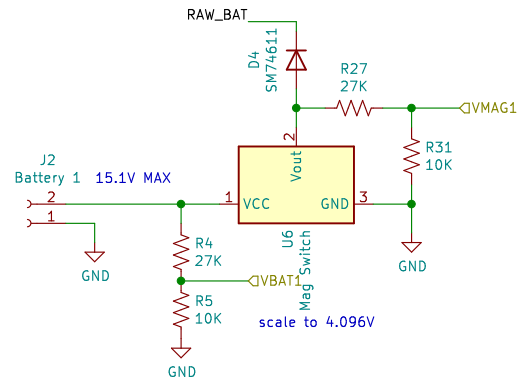 RAW_BAT
D4
SM74611
R27
27K
VMAG1
2
Vout
R31
10K
J2
Battery 1
15.1V MAX
2
1
1
VCC
GND
3
U6
Mag Switch
R4
27K
GND
GND
VBAT1
R5
10K
scale to 4.096V
GND